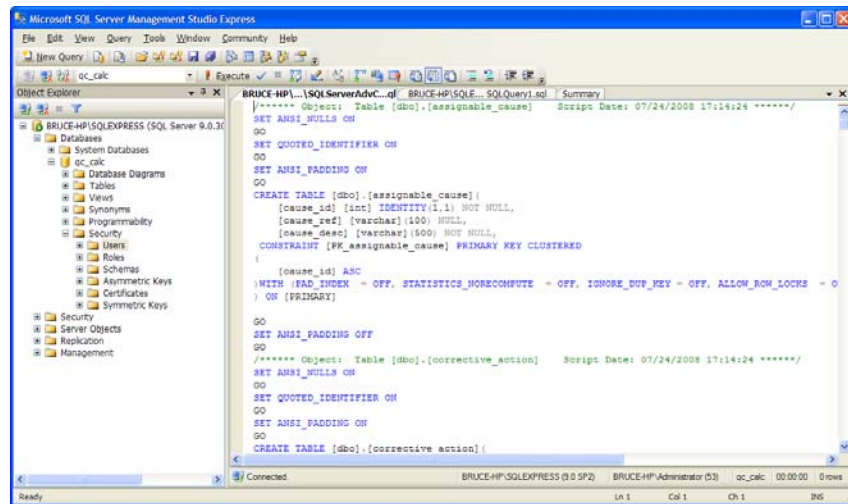 Microsoft SQL Server Management Studio Express
File Edit View Query Tools Window Community Help
New Query
qc_calc Execute
Object Explorer
BRUCE-HP\SQLEXPRESS (SQL Server 9.0.30
Databases
System Databases
qc_calc
Database Diagrams
Tables
Views
Synonyms
Programmability
Security
Users
Roles
Schemas
Asymmetric Keys
Certificates
Symmetric Keys
Security
Server Objects
Replication
Management
BRUCE-HP\...\SQLServerAdvC...ql BRUCE-HP\SQLE... SQLQuery1.sql Summary
/****** Object: Table [dbo].[assignable_cause] Script Date: 07/24/2008 17:14:24 ******/
SET ANSI_NULLS ON
GO
SET QUOTED_IDENTIFIER ON
GO
SET ANSI_PADDING ON
GO
CREATE TABLE [dbo].[assignable_cause](
[cause_id] [int] IDENTITY(1,1) NOT NULL,
[cause_ref] [varchar](100) NULL,
[cause_desc] [varchar](500) NOT NULL,
CONSTRAINT [PK_assignable_cause] PRIMARY KEY CLUSTERED
(
[cause_id] ASC
)WITH (PAD_INDEX = OFF, STATISTICS_NORECOMPUTE = OFF, IGNORE_DUP_KEY = OFF, ALLOW_ROW_LOCKS = O
) ON [PRIMARY]
GO
SET ANSI_PADDING OFF
GO
/****** Object: Table [dbo].[corrective_action] Script Date: 07/24/2008 17:14:24 ******/
SET ANSI_NULLS ON
GO
SET QUOTED_IDENTIFIER ON
GO
SET ANSI_PADDING ON
GO
CREATE TABLE [dbo].[corrective_action](
Connected. BRUCE-HP\SQLEXPRESS (9.0 SP2) BRUCE-HP\Administrator (53) qc_calc 00:00:00 0 rows
Ready Ln 1 Col 1 Ch 1 INS